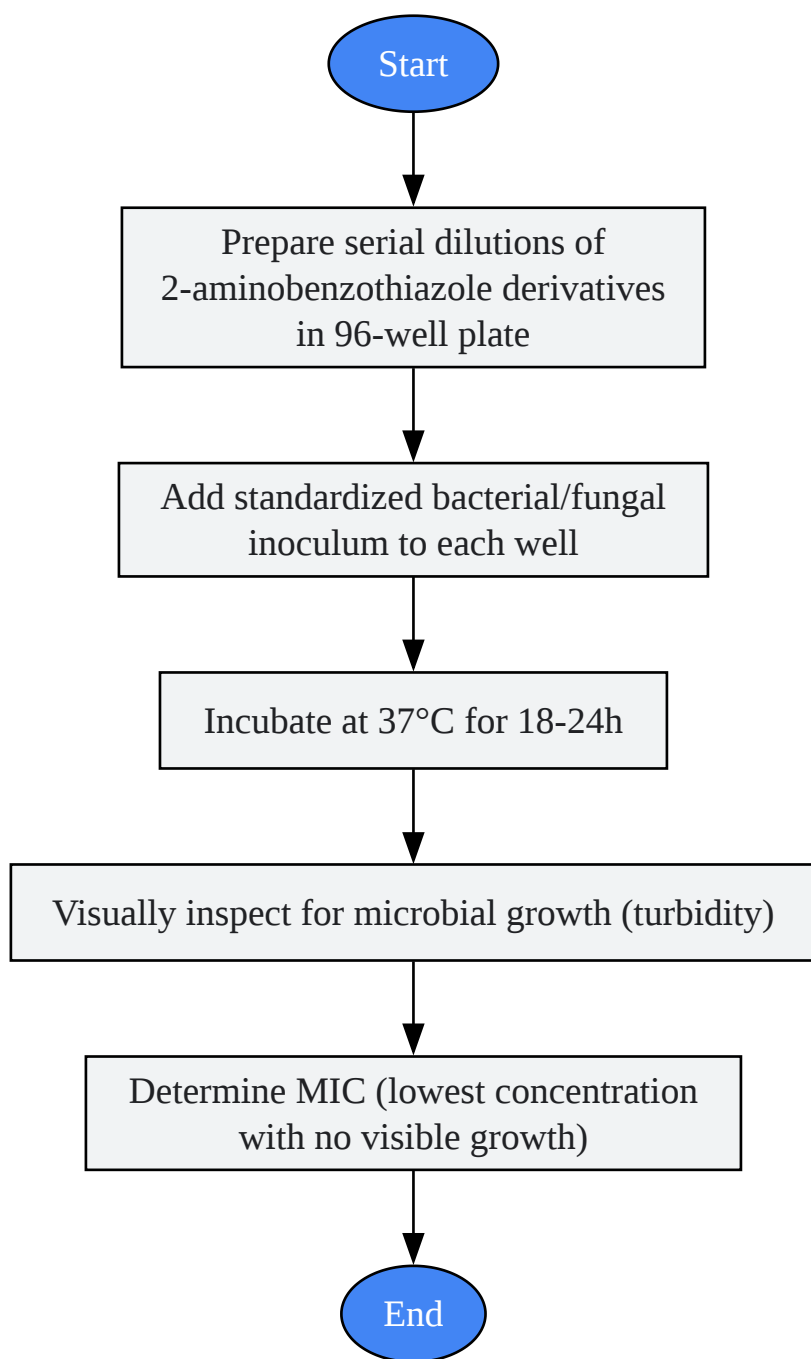 Start
Prepare serial dilutions of
2-aminobenzothiazole derivatives
in 96-well plate
Add standardized bacterial/fungal
inoculum to each well
Incubate at 37°C for 18-24h
Visually inspect for microbial growth (turbidity)
Determine MIC (lowest concentration
with no visible growth)
End